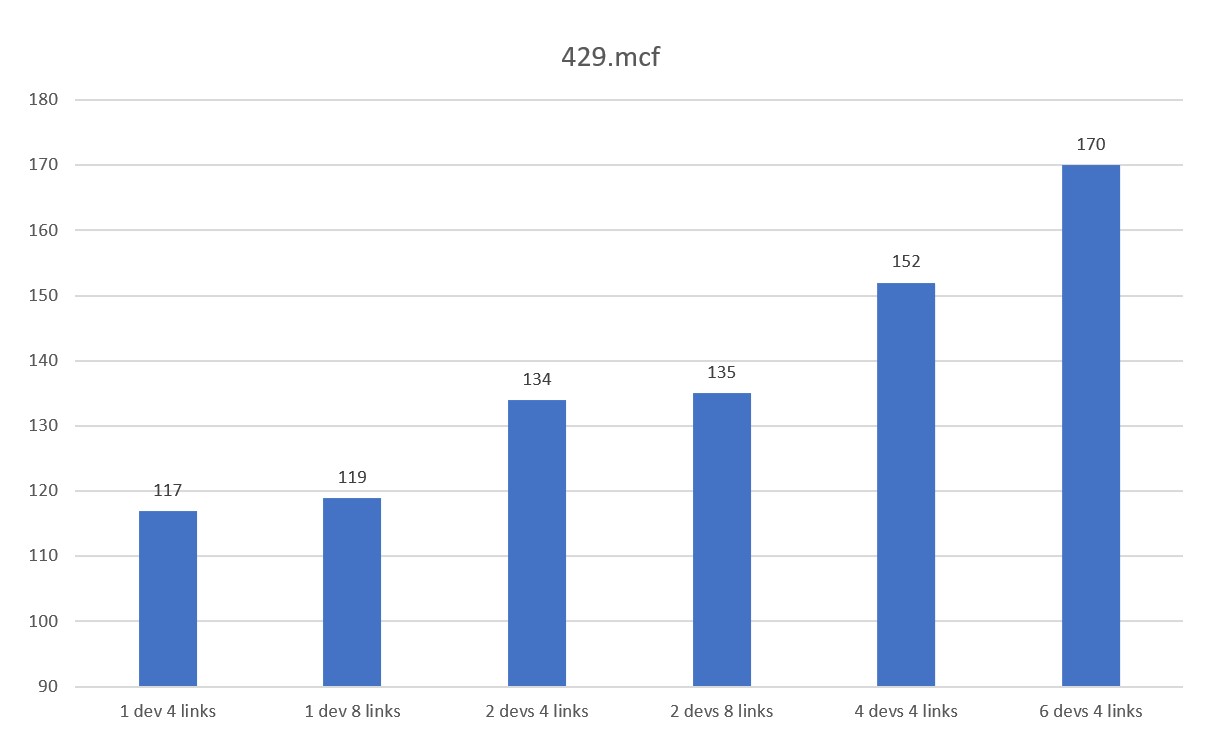 429.mcf
180
170
160
150
140
130
120
110
100
90
117
119
134
135
152
170
1 dev 4 links
1 dev 8 links
2 devs 4 links
2 devs 8 links
4 devs 4 links
6 devs 4 links